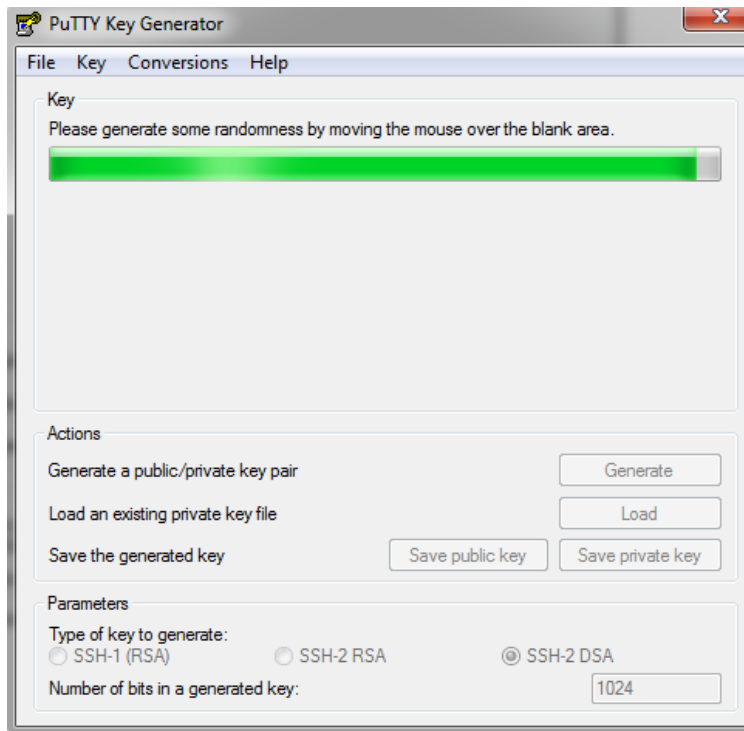 PuTTY Key Generator
File Key Conversions Help
Key
Please generate some randomness by moving the mouse over the blank area.
Actions
Generate a public/private key pair Generate
Load an existing private key file Load
Save the generated key Save public key Save private key
Parameters
Type of key to generate:
SSH-1 (RSA) SSH-2 RSA SSH-2 DSA
Number of bits in a generated key: 1024